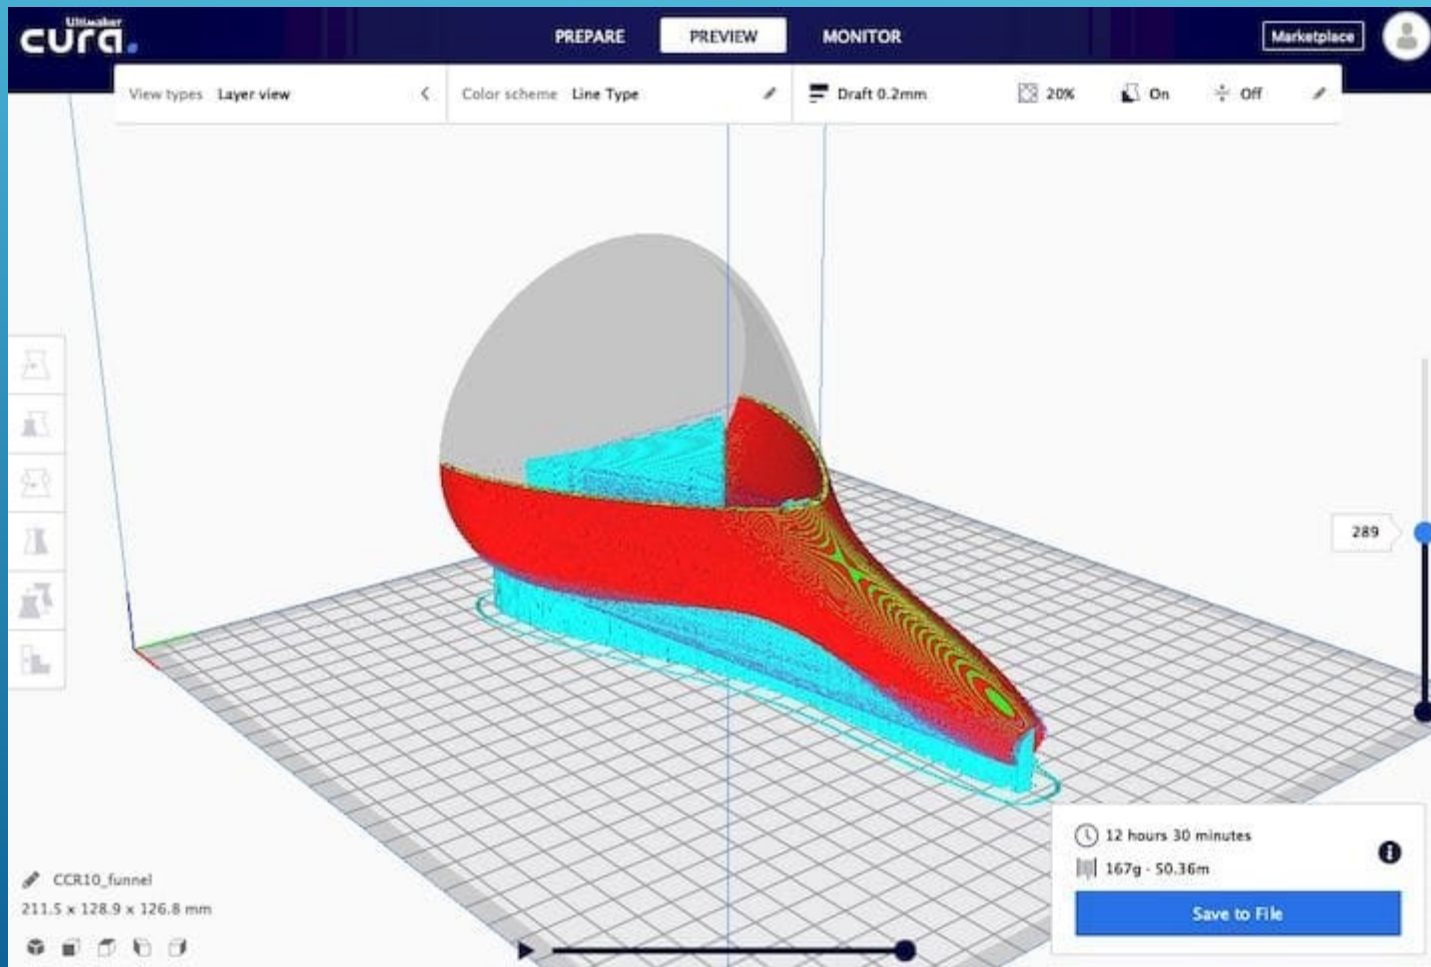 Ultimaker
cura.
PREPARE PREVIEW MONITOR
Marketplace
View types Layer view
Color scheme Line Type
Draft 0.2mm 20% On Off
289
12 hours 30 minutes
167g - 50.36m
Save to File
CCR10_funnel
211.5 x 128.9 x 126.8 mm